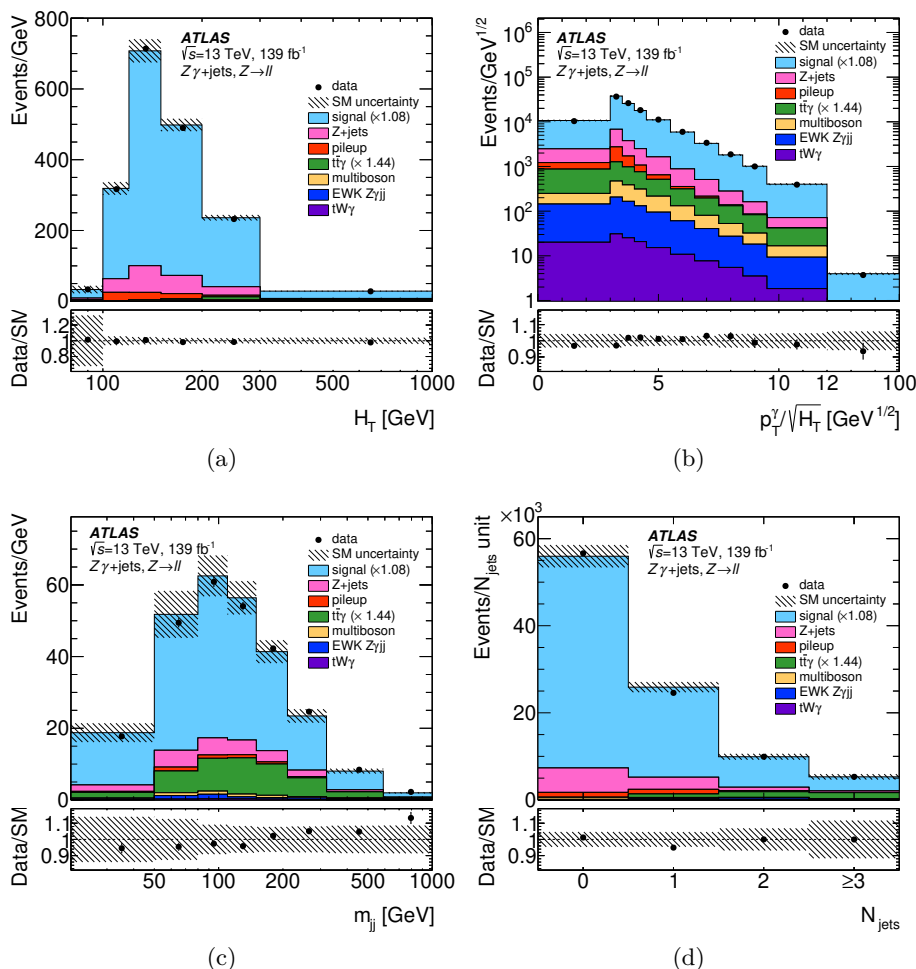 Events/GeV
800
600
400
200
0
ATLAS
√s=13 TeV, 139 fb⁻¹
Zγ+jets, Z→ll
data
SM uncertainty
signal (×1.08)
Z+jets
pileup
tt̄γ (× 1.44)
multiboson
EWK Zγjj
tWγ
Data/SM
1.2
1
0.8
100
200
300
1000
H_T [GeV]
(a)
Events/GeV^1/2
10⁶
10⁵
10⁴
10³
10²
10
1
ATLAS
√s=13 TeV, 139 fb⁻¹
Zγ+jets, Z→ll
data
SM uncertainty
signal (×1.08)
Z+jets
pileup
tt̄γ (× 1.44)
multiboson
EWK Zγjj
tWγ
Data/SM
1.1
1
0.9
0
5
10
12
100
p_T^γ/√H_T [GeV^1/2]
(b)
Events/GeV
80
60
40
20
0
ATLAS
√s=13 TeV, 139 fb⁻¹
Zγ+jets, Z→ll
data
SM uncertainty
signal (×1.08)
Z+jets
pileup
tt̄γ (× 1.44)
multiboson
EWK Zγjj
tWγ
Data/SM
1.1
1
0.9
50
100
200
1000
m_jj [GeV]
(c)
Events/N_jets unit
×10³
60
40
20
0
ATLAS
√s=13 TeV, 139 fb⁻¹
Zγ+jets, Z→ll
data
SM uncertainty
signal (×1.08)
Z+jets
pileup
tt̄γ (× 1.44)
multiboson
EWK Zγjj
tWγ
Data/SM
1.1
1
0.9
0
1
2
≥3
N_jets
(d)